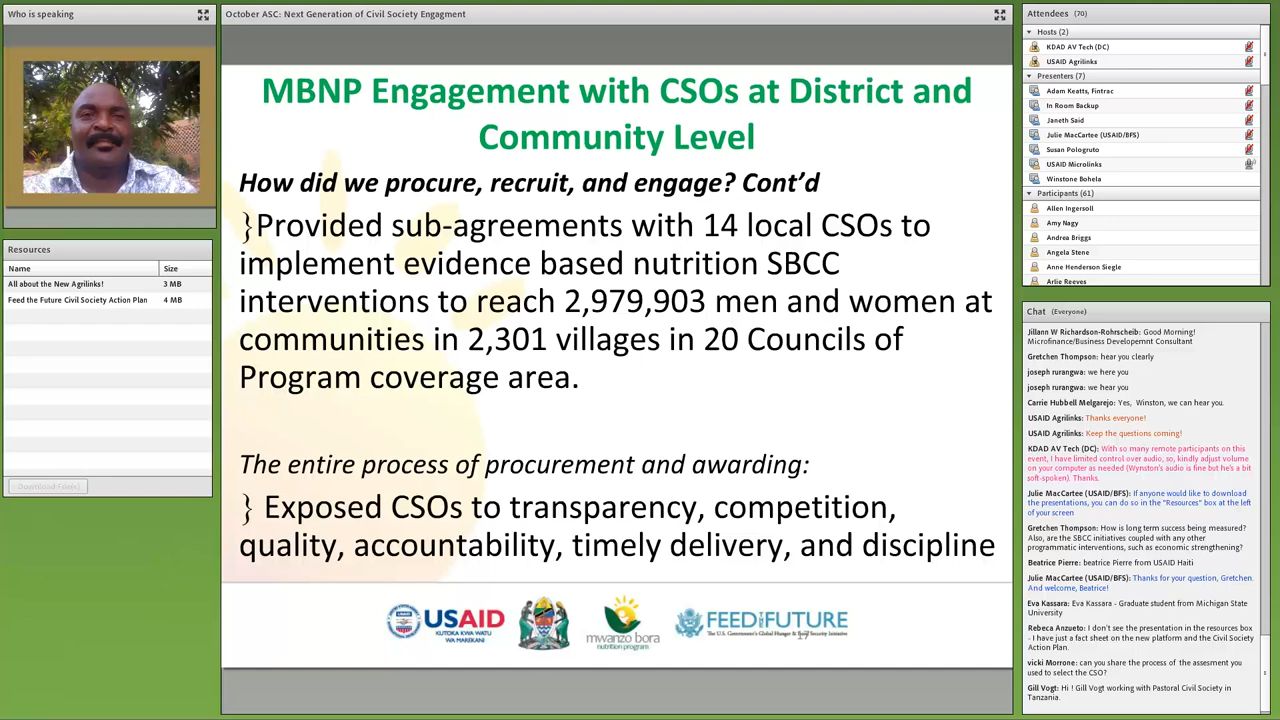 Who is speaking
October ASC: Next Generation of Civil Society Engagment
MBNP Engagement with CSOs at District and
Community Level
How did we procure, recruit, and engage? Cont'd
}Provided sub-agreements with 14 local CSOs to
implement evidence based nutrition SBCC
interventions to reach 2,979,903 men and women at
communities in 2,301 villages in 20 Councils of
Program coverage area.
The entire process of procurement and awarding:
} Exposed CSOs to transparency, competition,
quality, accountability, timely delivery, and discipline
USAID
KUTOKA KWA WATU
WA MAREKANI
mwanzo bora
nutrition program
FEED THE FUTURE
The U.S. Government's Global Hunger & Food Security Initiative
17
Resources
Name Size
All about the New Agrilinks! 3 MB
Feed the Future Civil Society Action Plan 4 MB
Download File(s)
Attendees (70)
Hosts (2)
KDAD AV Tech (DC)
USAID Agrilinks
Presenters (7)
Adam Keatts, Fintrac
In Room Backup
Janeth Said
Julie MacCartee (USAID/BFS)
Susan Pologruto
USAID Microlinks
Winstone Bohela
Participants (61)
Allen Ingersoll
Amy Nagy
Andrea Briggs
Angela Stene
Anne Henderson Siegle
Arlie Reeves
Chat (Everyone)
Jillann W Richardson-Rohrscheib: Good Morning!
Microfinance/Business Developemnt Consultant
Gretchen Thompson: hear you clearly
joseph rurangwa: we here you
joseph rurangwa: we hear you
Carrie Hubbell Melgarejo: Yes, Winston, we can hear you.
USAID Agrilinks: Thanks everyone!
USAID Agrilinks: Keep the questions coming!
KDAD AV Tech (DC): With so many remote participants on this
event, I have limited control over audio, so, kindly adjust volume
on your computer as needed (Wynston's audio is fine but he's a bit
soft-spoken). Thanks.
Julie MacCartee (USAID/BFS): If anyone would like to download
the presentations, you can do so in the "Resources" box at the left
of your screen
Gretchen Thompson: How is long term success being measured?
Also, are the SBCC initiatives coupled with any other
programmatic interventions, such as economic strengthening?
Beatrice Pierre: beatrice Pierre from USAID Haiti
Julie MacCartee (USAID/BFS): Thanks for your question, Gretchen.
And welcome, Beatrice!
Eva Kassara: Eva Kassara - Graduate student from Michigan State
University
Rebeca Anzueto: I don't see the presentation in the resources box
- I have just a fact sheet on the new platform and the Civil Society
Action Plan.
vicki Morrone: can you share the process of the assesment you
used to select the CSO?
Gill Vogt: Hi ! Gill Vogt working with Pastoral Civil Society in
Tanzania.